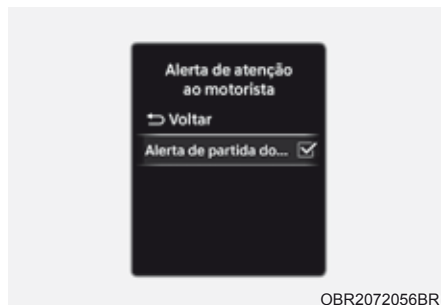 Alerta de atenção
ao motorista
Voltar
Alerta de partida do...
OBR2072056BR